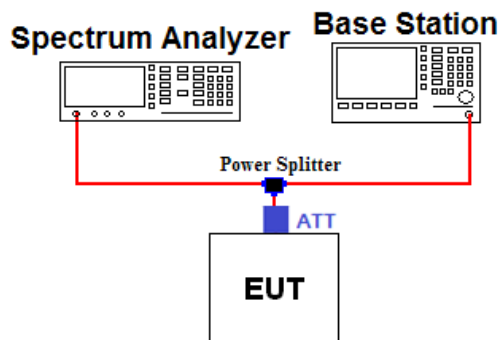 Spectrum Analyzer
Base Station
Power Splitter
ATT
EUT